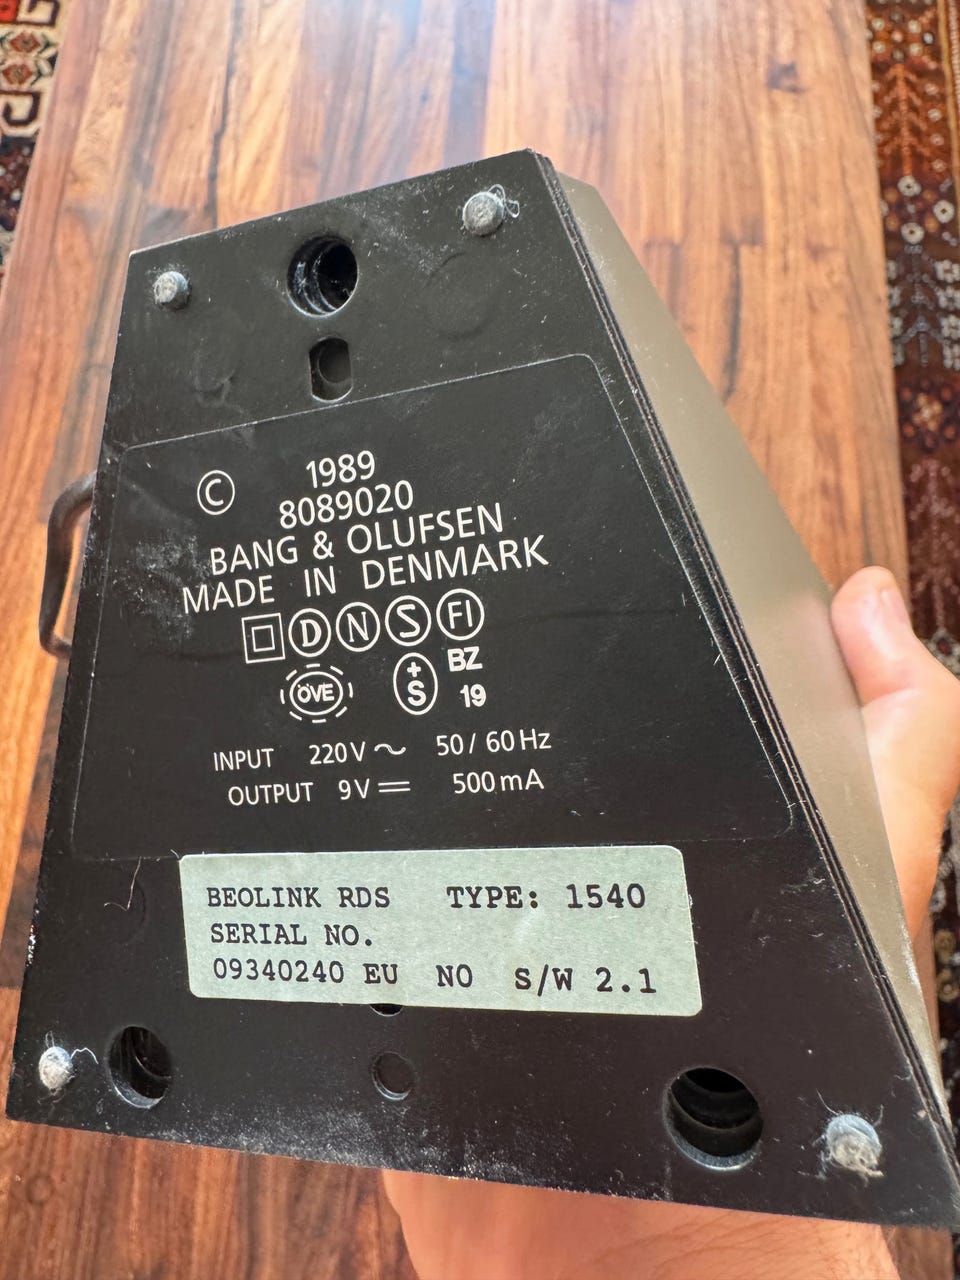 © 1989
8089020
BANG & OLUFSEN
MADE IN DENMARK
D N S FI
ÖVE +S BZ 19
INPUT 220V ~ 50/60Hz
OUTPUT 9V ⎓ 500mA
BEOLINK RDS TYPE: 1540
SERIAL NO.
09340240 EU NO S/W 2.1